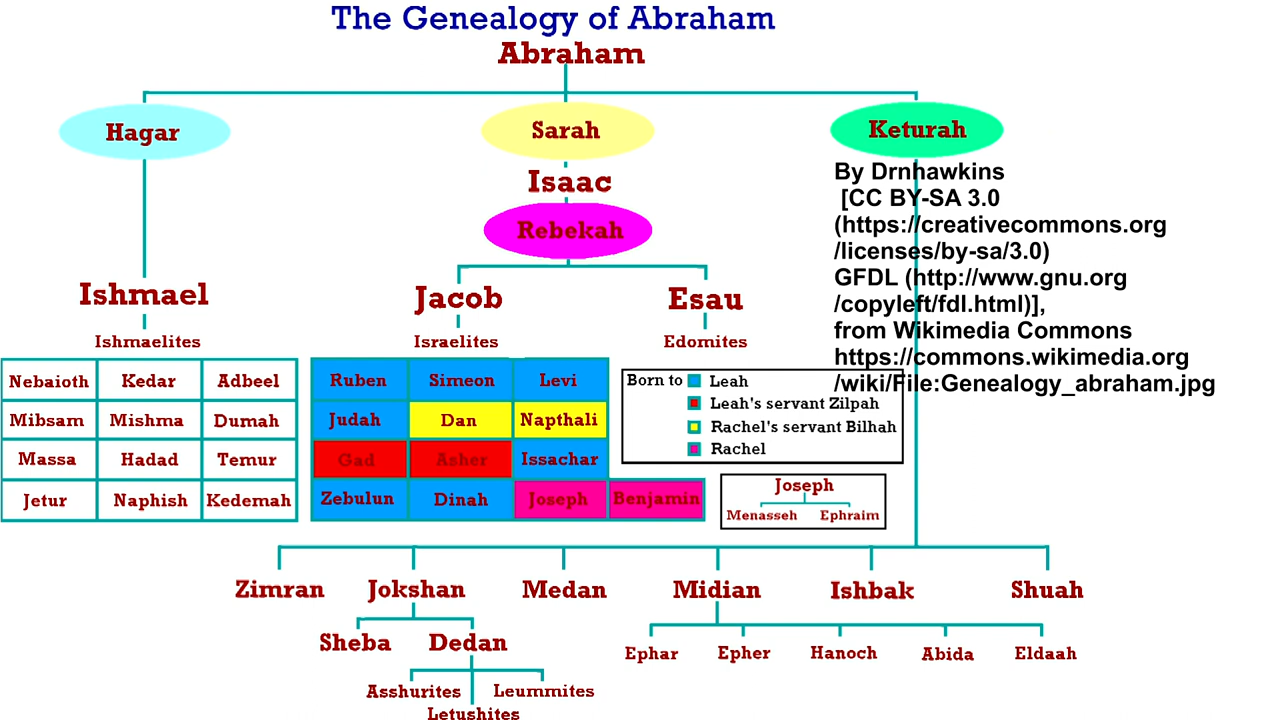 The Genealogy of Abraham
Abraham
Hagar
Sarah
Keturah
By Drnhawkins
[CC BY-SA 3.0
(https://creativecommons.org
/licenses/by-sa/3.0)
GFDL (http://www.gnu.org
/copyleft/fdl.html)],
from Wikimedia Commons
https://commons.wikimedia.org
/wiki/File:Genealogy_abraham.jpg
Isaac
Rebekah
Ishmael
Jacob
Esau
Ishmaelites
Israelites
Edomites
Nebaioth Kedar Adbeel
Mibsam Mishma Dumah
Massa Hadad Temur
Jetur Naphish Kedemah
Ruben Simeon Levi
Judah Dan Napthali
Gad Asher Issachar
Zebulun Dinah Joseph Benjamin
Born to Leah
Leah's servant Zilpah
Rachel's servant Bilhah
Rachel
Joseph
Menasseh Ephraim
Zimran Jokshan Medan Midian Ishbak Shuah
Sheba Dedan
Ephar Epher Hanoch Abida Eldaah
Asshurites Leummites
Letushites